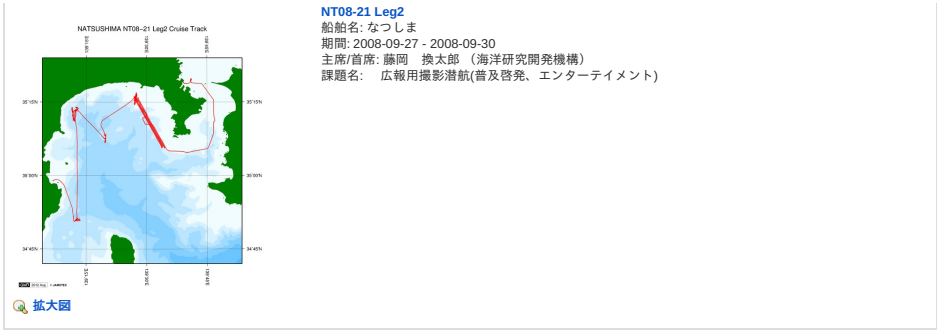 NT08-21 Leg2
船舶名: なつしま
期間: 2008-09-27 - 2008-09-30
主席/首席: 藤岡　換太郎 （海洋研究開発機構）
課題名:　 広報用撮影潜航(普及啓発、エンターテイメント)
NATSUSHIMA NT08-21 Leg2 Cruise Track
35°15'N
35°15'N
35°00'N
35°00'N
34°45'N
34°45'N
139°30'E
139°30'E
拡大図